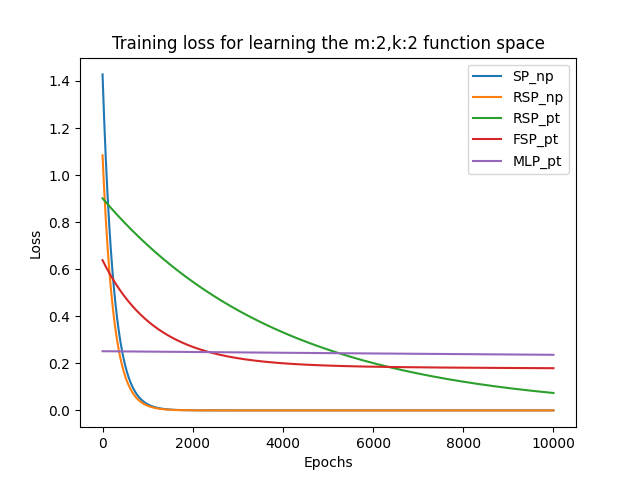 Training loss for learning the m:2,k:2 function space
SP_np
RSP_np
RSP_pt
FSP_pt
MLP_pt
Loss
1.4
1.2
1.0
0.8
0.6
0.4
0.2
0.0
0 2000 4000 6000 8000 10000
Epochs